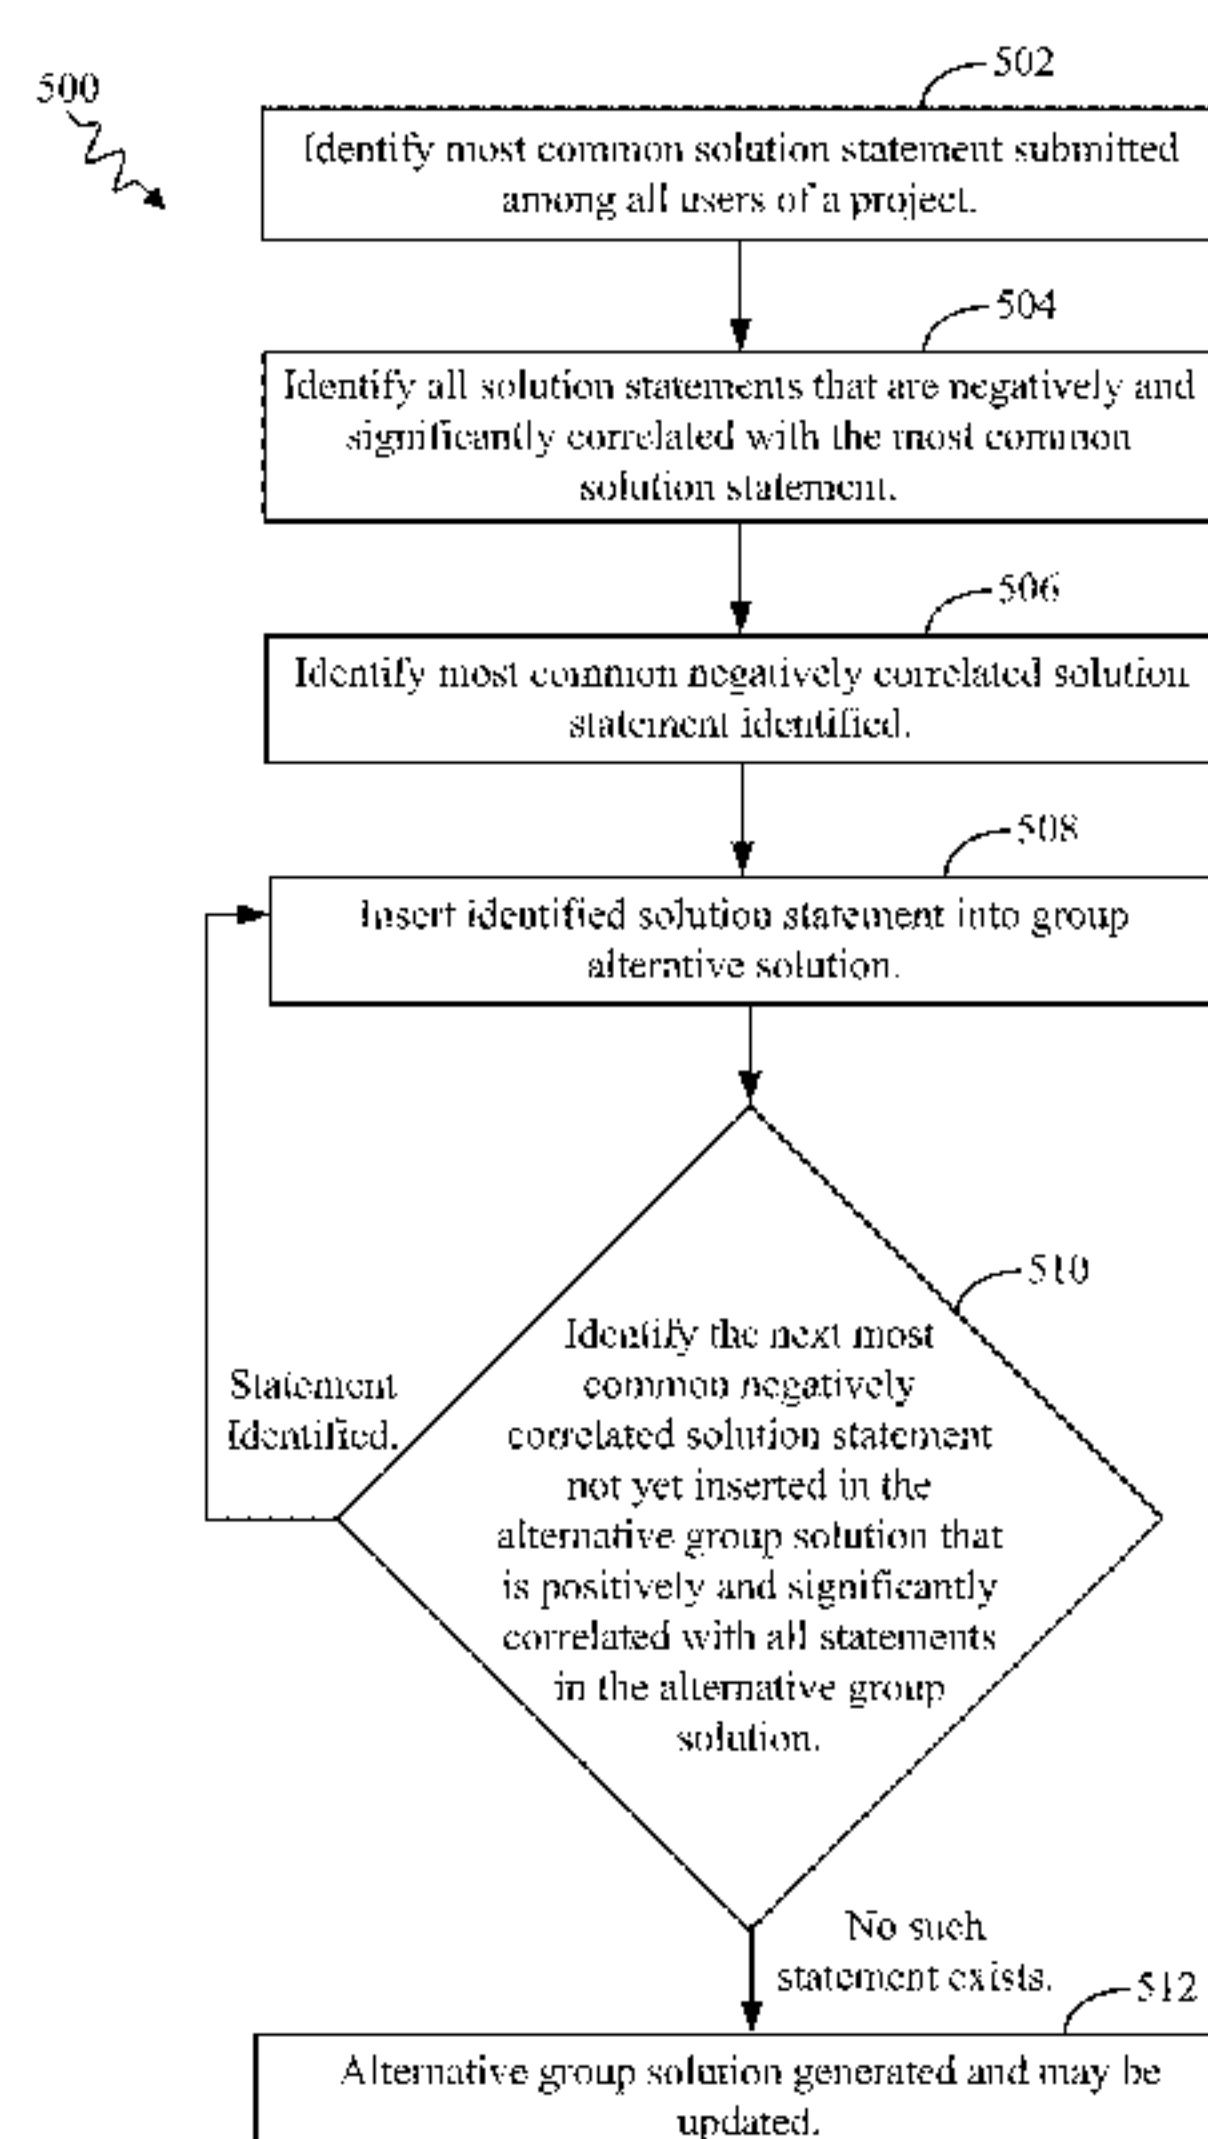 500
502
Identify most common solution statement submitted
among all users of a project.
504
Identify all solution statements that are negatively and
significantly correlated with the most common
solution statement.
506
Identify most common negatively correlated solution
statement identified.
508
Insert identified solution statement into group
alterntive solution.
510
Identify the next most
common negatively
correlated solution statement
not yet inserted in the
alternative group solution that
is positively and significantly
correlated with all statements
in the alternative group
solution.
Statement
Identified.
No such
statement exists.
512
Alternative group solution generated and may be
updated.